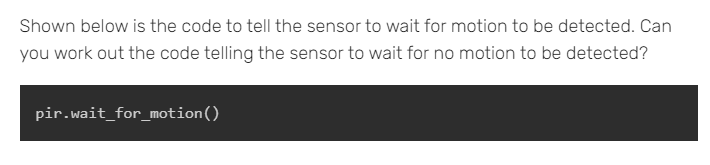 Shown below is the code to tell the sensor to wait for motion to be detected. Can
you work out the code telling the sensor to wait for no motion to be detected?
pir.wait_for_motion()